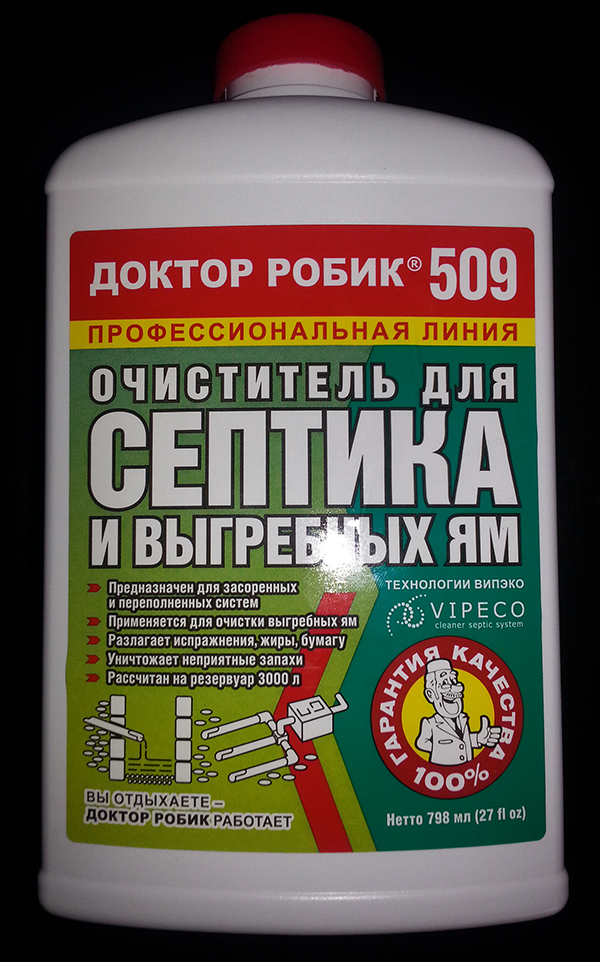 ДОКТОР РОБИК® 509
ПРОФЕССИОНАЛЬНАЯ ЛИНИЯ
ОЧИСТИТЕЛЬ ДЛЯ
СЕПТИКА
И ВЫГРЕБНЫХ ЯМ
Предназначен для засоренных
и переполненных систем
Применяется для очистки выгребных ям
Разлагает испражнения, жиры, бумагу
Уничтожает неприятные запахи
Рассчитан на резервуар 3000 л
ТЕХНОЛОГИИ ВИПЭКО
VIPECO
cleaner septic system
ГАРАНТИЯ КАЧЕСТВА
100%
ВЫ ОТДЫХАЕТЕ –
ДОКТОР РОБИК РАБОТАЕТ
Нетто 798 мл (27 fl oz)